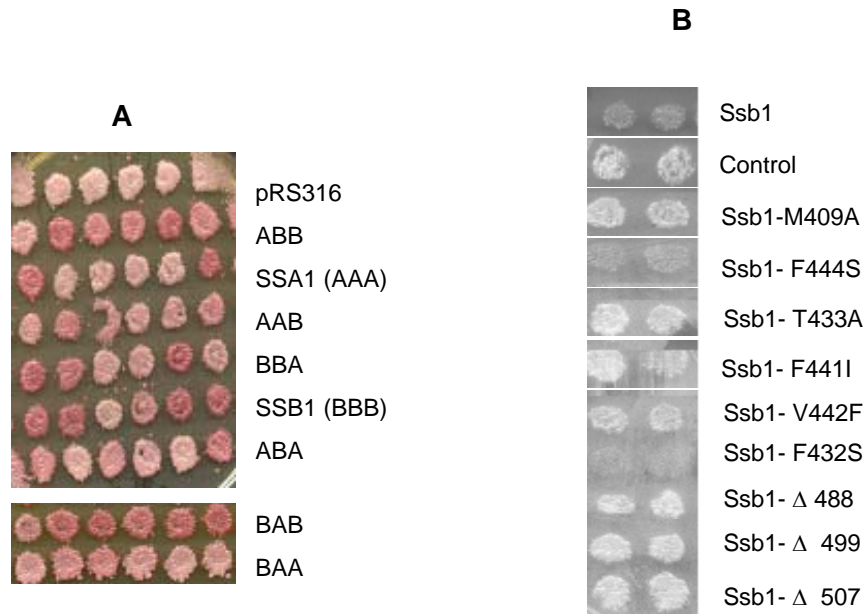 A
pRS316
ABB
SSA1 (AAA)
AAB
BBA
SSB1 (BBB)
ABA
BAB
BAA
B
Ssb1
Control
Ssb1-M409A
Ssb1- F444S
Ssb1- T433A
Ssb1- F441I
Ssb1- V442F
Ssb1- F432S
Ssb1- Δ 488
Ssb1- Δ 499
Ssb1- Δ 507